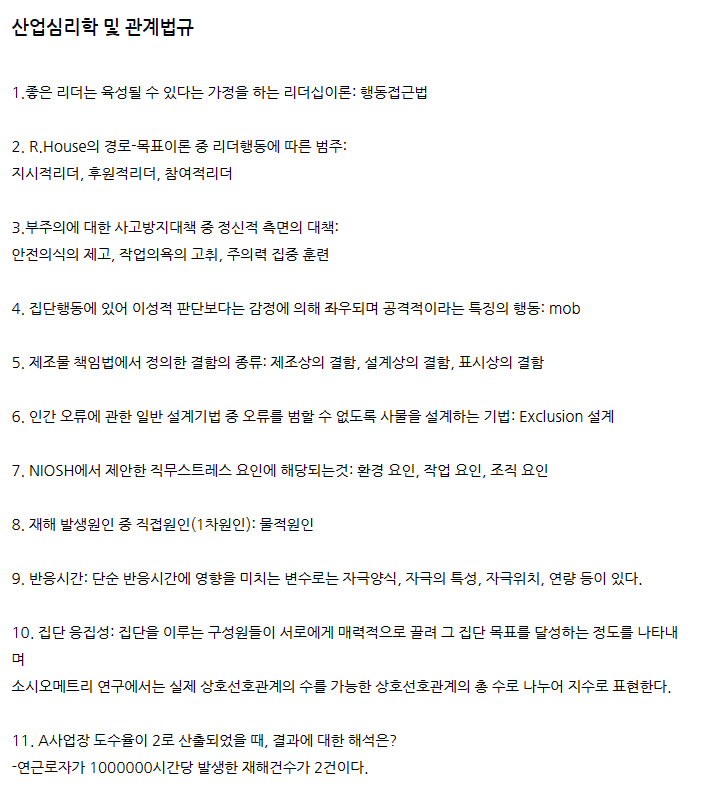 산업심리학 및 관계법규
1.좋은 리더는 육성될 수 있다는 가정을 하는 리더십이론: 행동접근법
2. R.House의 경로-목표이론 중 리더행동에 따른 범주:
지시적리더, 후원적리더, 참여적리더
3.부주의에 대한 사고방지대책 중 정신적 측면의 대책:
안전의식의 제고, 작업의욕의 고취, 주의력 집중 훈련
4. 집단행동에 있어 이성적 판단보다는 감정에 의해 좌우되며 공격적이라는 특징의 행동: mob
5. 제조물 책임법에서 정의한 결함의 종류: 제조상의 결함, 설계상의 결함, 표시상의 결함
6. 인간 오류에 관한 일반 설계기법 중 오류를 범할 수 없도록 사물을 설계하는 기법: Exclusion 설계
7. NIOSH에서 제안한 직무스트레스 요인에 해당되는것: 환경 요인, 작업 요인, 조직 요인
8. 재해 발생원인 중 직접원인(1차원인): 물적원인
9. 반응시간: 단순 반응시간에 영향을 미치는 변수로는 자극양식, 자극의 특성, 자극위치, 연량 등이 있다.
10. 집단 응집성: 집단을 이루는 구성원들이 서로에게 매력적으로 끌려 그 집단 목표를 달성하는 정도를 나타내
며
소시오메트리 연구에서는 실제 상호선호관계의 수를 가능한 상호선호관계의 총 수로 나누어 지수로 표현한다.
11. A사업장 도수율이 2로 산출되었을 때, 결과에 대한 해석은?
-연근로자가 1000000시간당 발생한 재해건수가 2건이다.